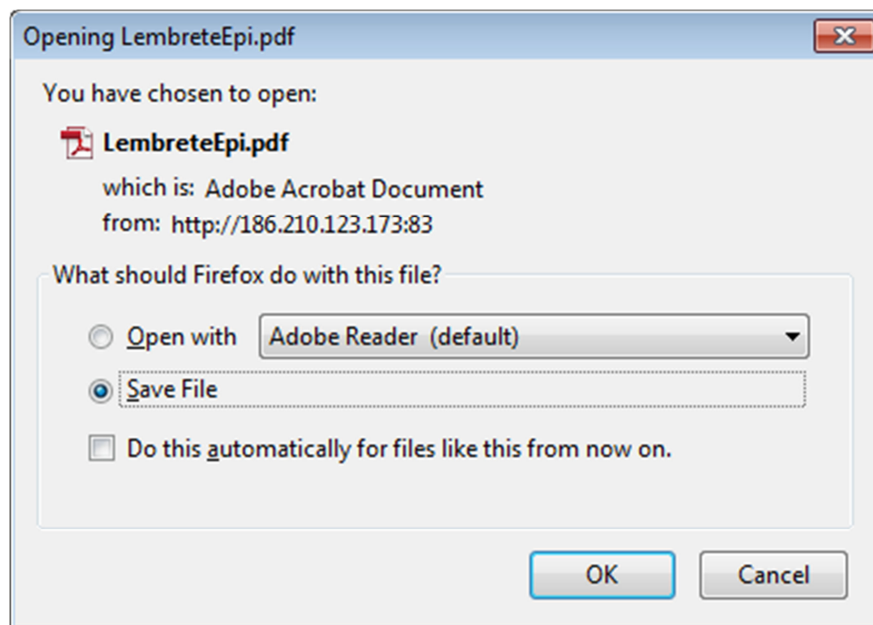 Opening LembreteEpi.pdf
You have chosen to open:
LembreteEpi.pdf
which is: Adobe Acrobat Document
from: http://186.210.123.173:83
What should Firefox do with this file?
Open with Adobe Reader (default)
Save File
Do this automatically for files like this from now on.
OK Cancel